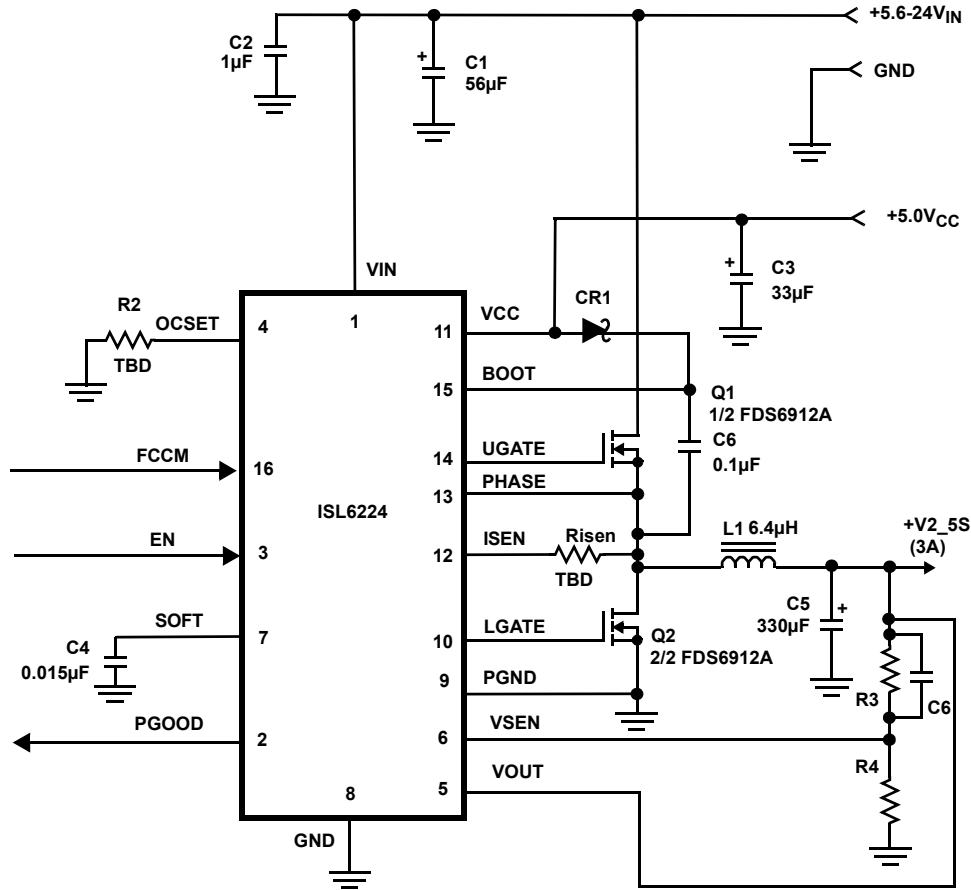 +5.6-24VIN
C2
1µF
C1
56µF
GND
+5.0VCC
C3
33µF
VIN
R2
OCSET
TBD
4
1
11
VCC
CR1
15
BOOT
Q1
1/2 FDS6912A
C6
0.1µF
FCCM
16
14
UGATE
13
PHASE
ISL6224
L1 6.4µH
+V2_5S
(3A)
EN
3
12
ISEN
Risen
TBD
C5
330µF
SOFT
7
C4
0.015µF
10
LGATE
Q2
2/2 FDS6912A
9
PGND
R3
C6
PGOOD
2
6
VSEN
R4
5
VOUT
8
GND